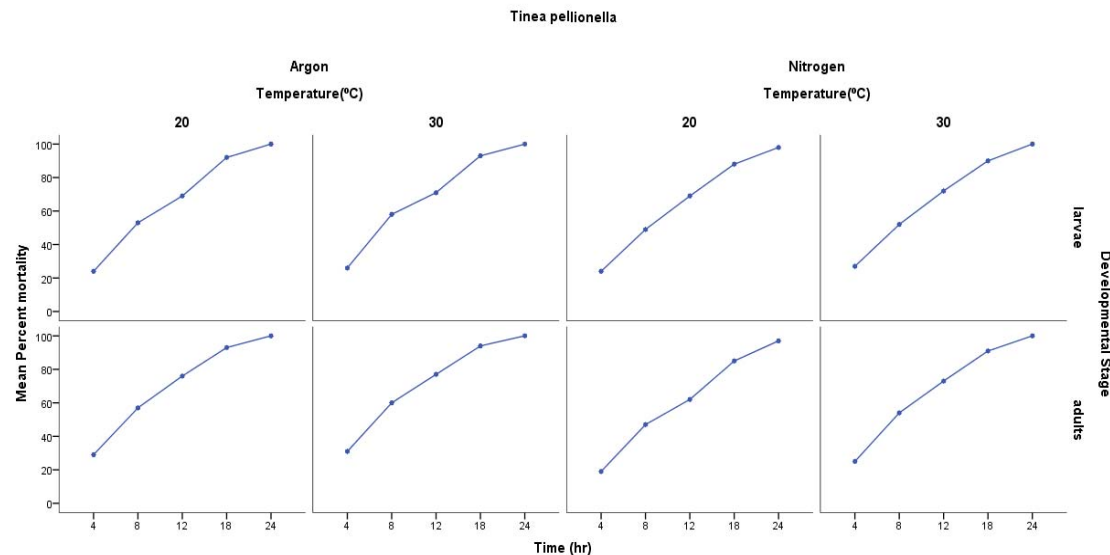 Tinea pellionella
Argon Nitrogen
Temperature(ºC) Temperature(ºC)
20 30 20 30
Mean Percent mortality
100
80
60
40
20
0
larvae
100
80
60
40
20
0
adults
Developmental Stage
4 8 12 18 24 4 8 12 18 24 4 8 12 18 24 4 8 12 18 24
Time (hr)